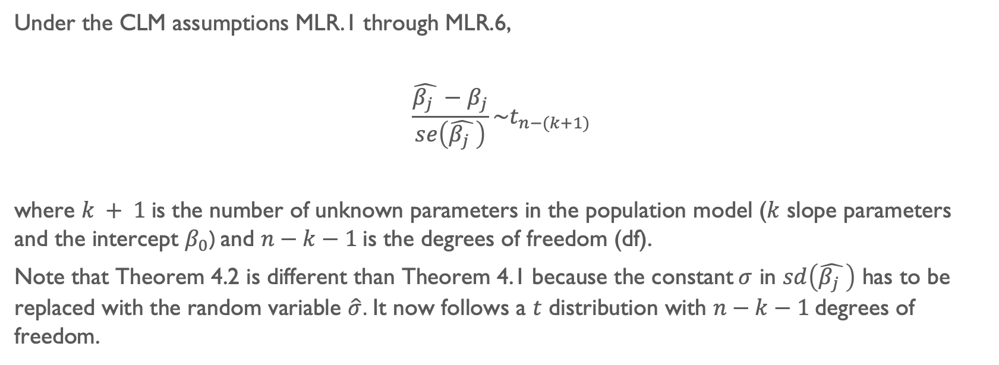 Under the CLM assumptions MLR.1 through MLR.6,
$\frac{\widehat{\beta_j} - \beta_j}{se(\widehat{\beta_j})} \sim t_{n-(k+1)}$
where $k + 1$ is the number of unknown parameters in the population model ($k$ slope parameters
and the intercept $\beta_0$) and $n - k - 1$ is the degrees of freedom (df).
Note that Theorem 4.2 is different than Theorem 4.1 because the constant $\sigma$ in $sd(\widehat{\beta_j})$ has to be
replaced with the random variable $\hat{\sigma}$. It now follows a $t$ distribution with $n - k - 1$ degrees of
freedom.